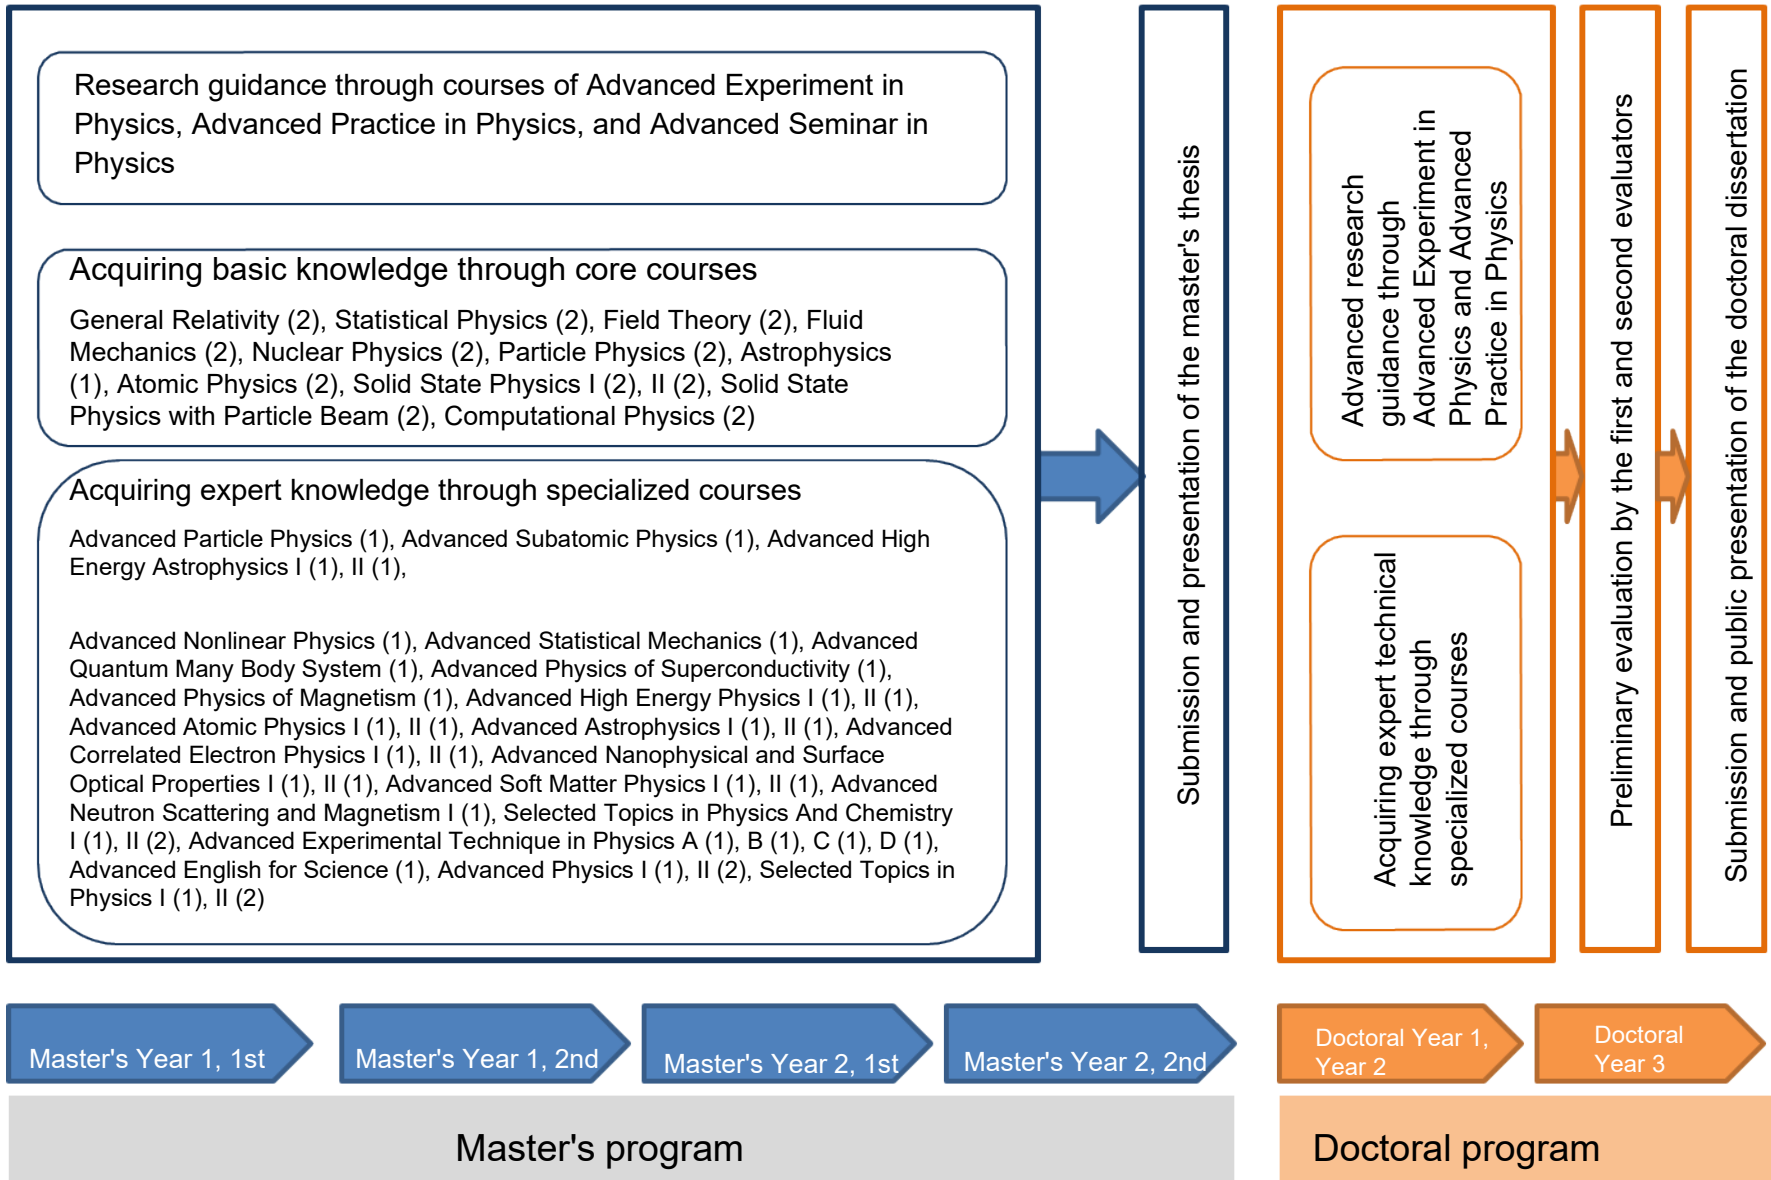 Research guidance through courses of Advanced Experiment in
Physics, Advanced Practice in Physics, and Advanced Seminar in
Physics
Acquiring basic knowledge through core courses
General Relativity (2), Statistical Physics (2), Field Theory (2), Fluid
Mechanics (2), Nuclear Physics (2), Particle Physics (2), Astrophysics
(1), Atomic Physics (2), Solid State Physics I (2), II (2), Solid State
Physics with Particle Beam (2), Computational Physics (2)
Acquiring expert knowledge through specialized courses
Advanced Particle Physics (1), Advanced Subatomic Physics (1), Advanced High
Energy Astrophysics I (1), II (1),
Advanced Nonlinear Physics (1), Advanced Statistical Mechanics (1), Advanced
Quantum Many Body System (1), Advanced Physics of Superconductivity (1),
Advanced Physics of Magnetism (1), Advanced High Energy Physics I (1), II (1),
Advanced Atomic Physics I (1), II (1), Advanced Astrophysics I (1), II (1), Advanced
Correlated Electron Physics I (1), II (1), Advanced Nanophysical and Surface
Optical Properties I (1), II (1), Advanced Soft Matter Physics I (1), II (1), Advanced
Neutron Scattering and Magnetism I (1), Selected Topics in Physics And Chemistry
I (1), II (2), Advanced Experimental Technique in Physics A (1), B (1), C (1), D (1),
Advanced English for Science (1), Advanced Physics I (1), II (2), Selected Topics in
Physics I (1), II (2)
Submission and presentation of the master's thesis
Advanced research
guidance through
Advanced Experiment in
Physics and Advanced
Practice in Physics
Acquiring expert technical
knowledge through
specialized courses
Preliminary evaluation by the first and second evaluators
Submission and public presentation of the doctoral dissertation
Master's Year 1, 1st
Master's Year 1, 2nd
Master's Year 2, 1st
Master's Year 2, 2nd
Doctoral Year 1,
Year 2
Doctoral
Year 3
Master's program
Doctoral program